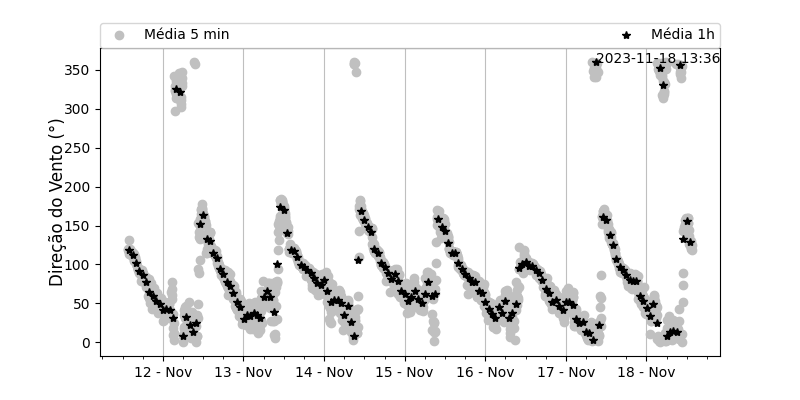 Média 5 min
Média 1h
2023-11-18 13:36
Direção do Vento (°)
350
300
250
200
150
100
50
0
12 - Nov
13 - Nov
14 - Nov
15 - Nov
16 - Nov
17 - Nov
18 - Nov